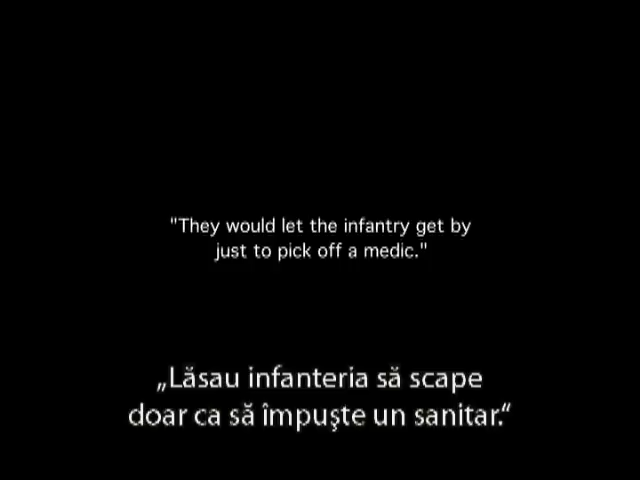 "They would let the infantry get by
just to pick off a medic."
„Lăsau infanteria să scape
doar ca să împuşte un sanitar.“